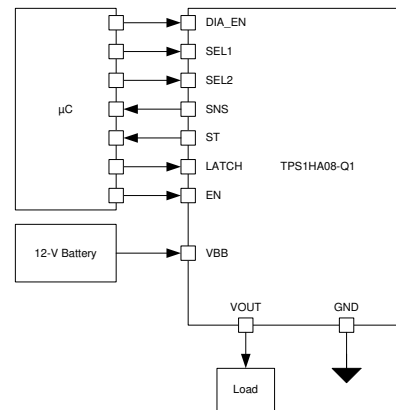 DIA_EN
SEL1
SEL2
SNS
µC
ST
LATCH
TPS1HA08-Q1
EN
12-V Battery
VBB
VOUT
GND
Load